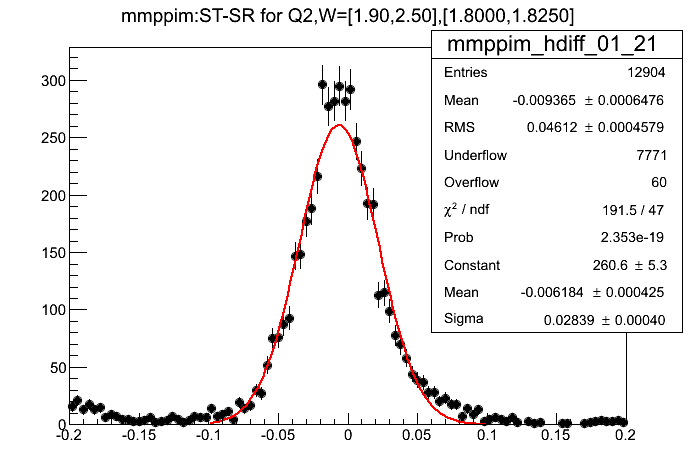 mmppim:ST-SR for Q2,W=[1.90,2.50],[1.8000,1.8250]
mmppim_hdiff_01_21
Entries 12904
Mean -0.009365 ± 0.0006476
RMS 0.04612 ± 0.0004579
Underflow 7771
Overflow 60
χ² / ndf 191.5 / 47
Prob 2.353e-19
Constant 260.6 ± 5.3
Mean -0.006184 ± 0.000425
Sigma 0.02839 ± 0.00040
300
250
200
150
100
50
0
-0.2 -0.15 -0.1 -0.05 0 0.05 0.1 0.15 0.2